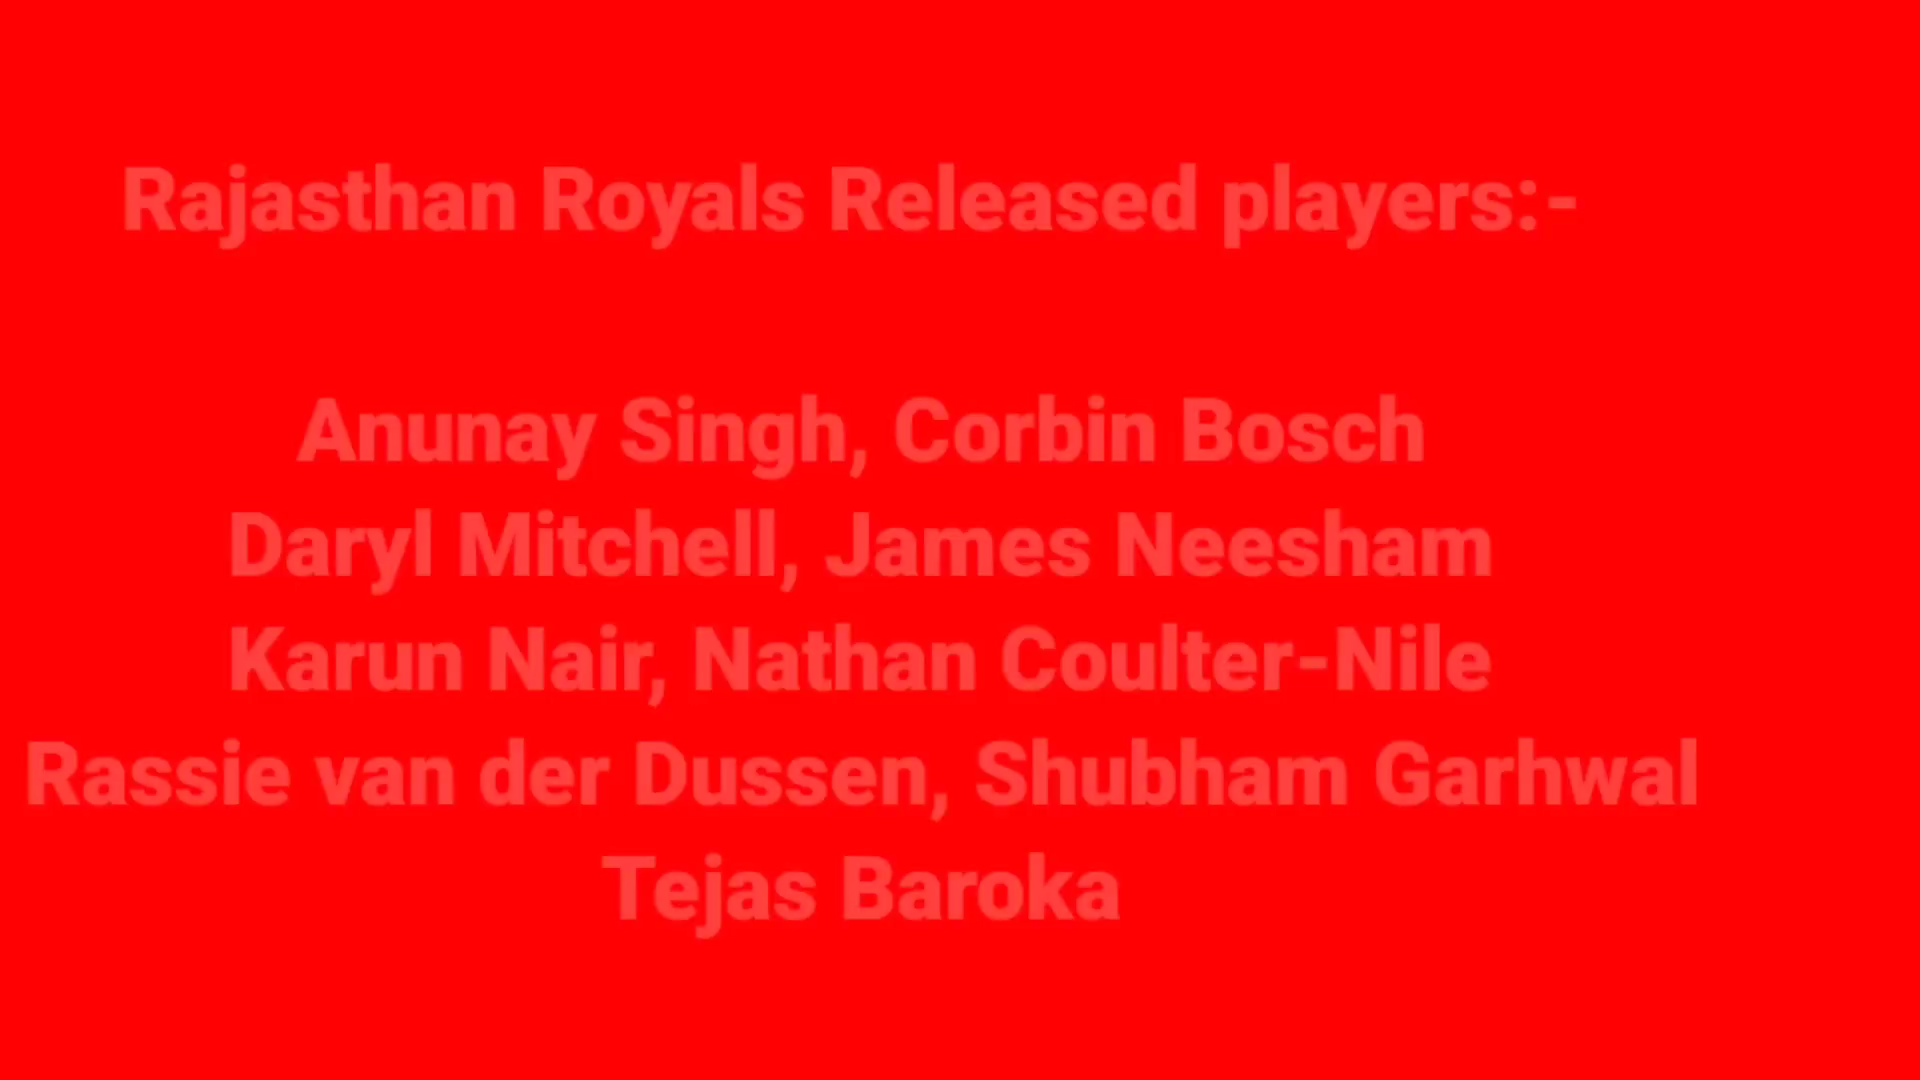 Rajasthan Royals Released players:-
Anunay Singh, Corbin Bosch
Daryl Mitchell, James Neesham
Karun Nair, Nathan Coulter-Nile
Rassie van der Dussen, Shubham Garhwal
Tejas Baroka